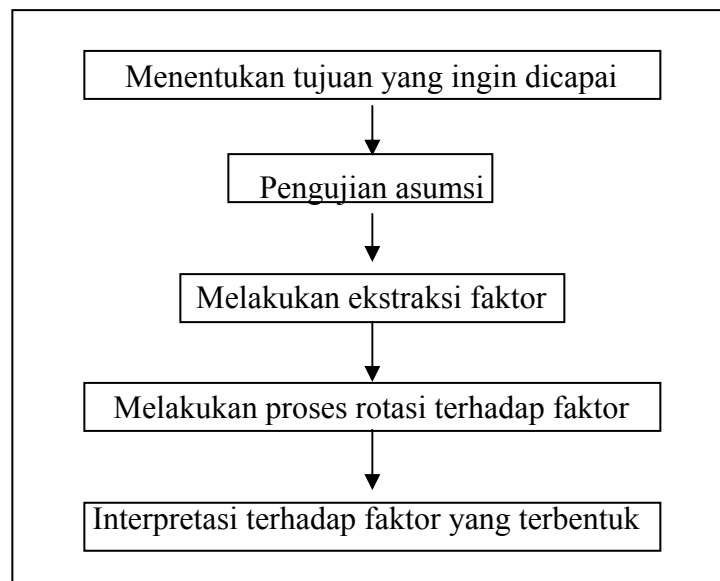 Menentukan tujuan yang ingin dicapai
Pengujian asumsi
Melakukan ekstraksi faktor
Melakukan proses rotasi terhadap faktor
Interpretasi terhadap faktor yang terbentuk